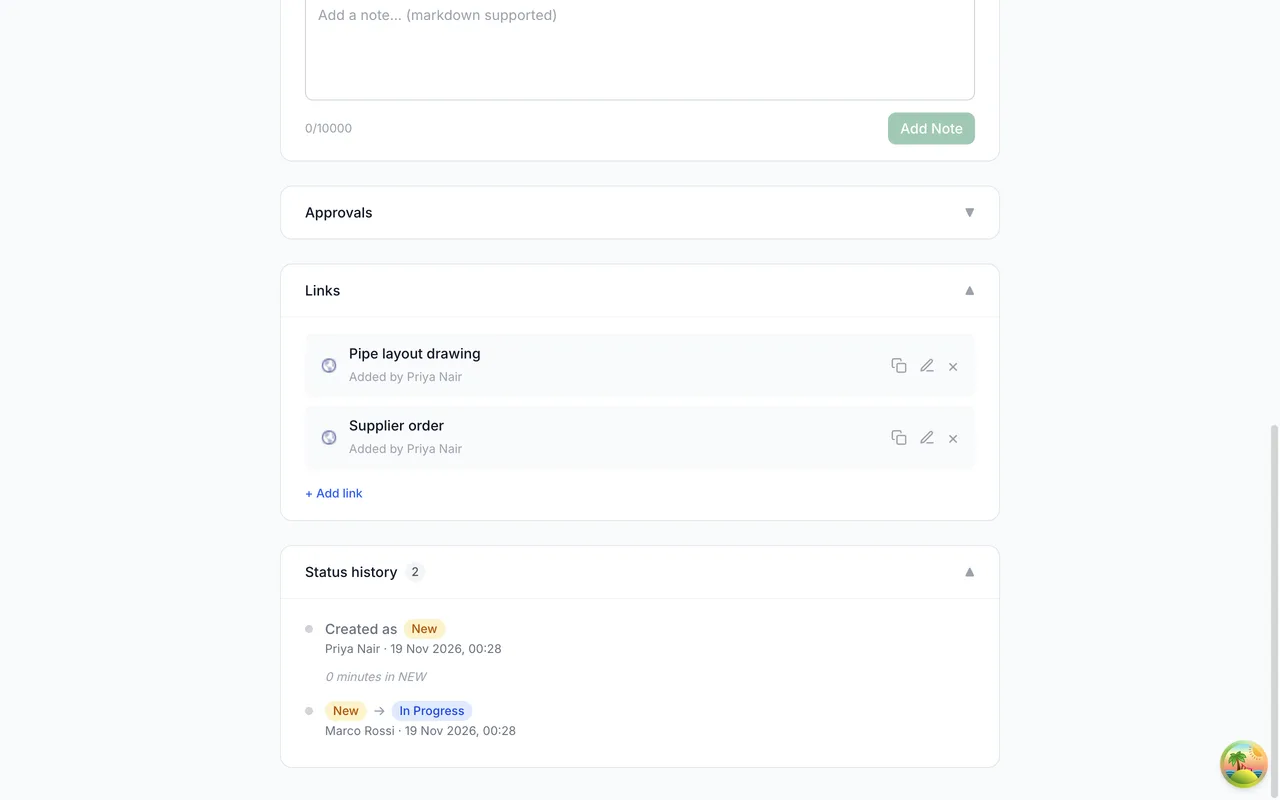 Add a note... (markdown supported)
0/10000
Add Note
Approvals
Links
Pipe layout drawing
Added by Priya Nair
Supplier order
Added by Priya Nair
+ Add link
Status history 2
Created as New
Priya Nair · 19 Nov 2026, 00:28
0 minutes in NEW
New → In Progress
Marco Rossi · 19 Nov 2026, 00:28